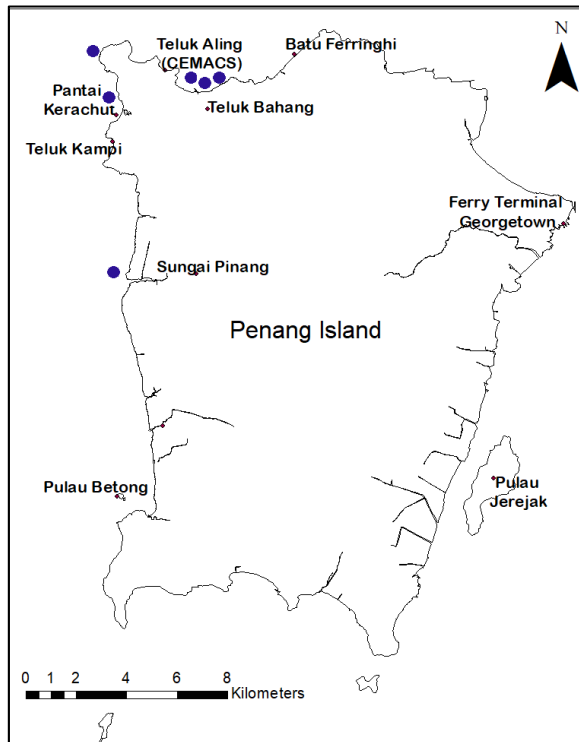 N
Teluk Aling
(CEMACS)
Batu Ferringhi
Pantai
Kerachut
Teluk Bahang
Teluk Kampi
Ferry Terminal
Georgetown
Sungai Pinang
Penang Island
Pulau Betong
Pulau
Jerejak
0 1 2 4 6 8
Kilometers